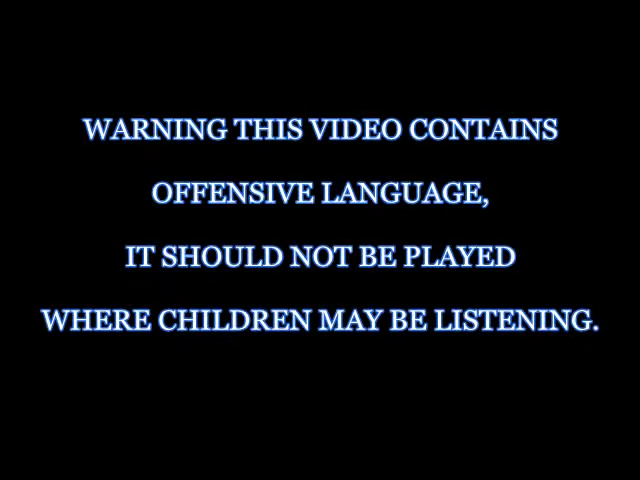 WARNING THIS VIDEO CONTAINS
OFFENSIVE LANGUAGE,
IT SHOULD NOT BE PLAYED
WHERE CHILDREN MAY BE LISTENING.